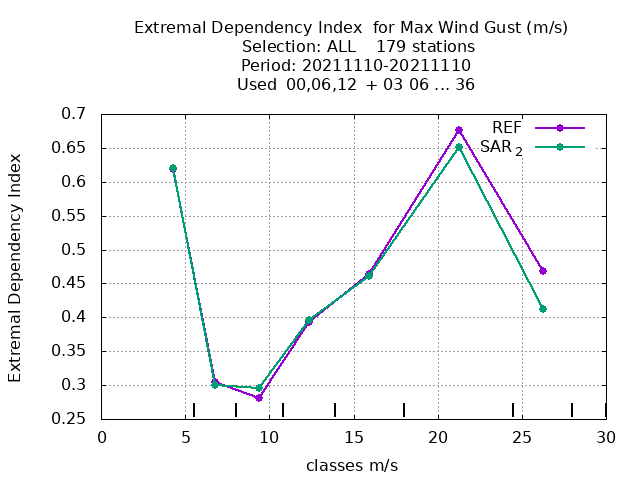 Extremal Dependency Index  for Max Wind Gust (m/s)
Selection: ALL    179 stations
Period: 20211110-20211110
Used  00,06,12  + 03 06 ... 36
0.7
0.65
0.6
0.55
0.5
0.45
0.4
0.35
0.3
0.25
Extremal Dependency Index
REF
SAR 2
0 5 10 15 20 25 30
classes m/s